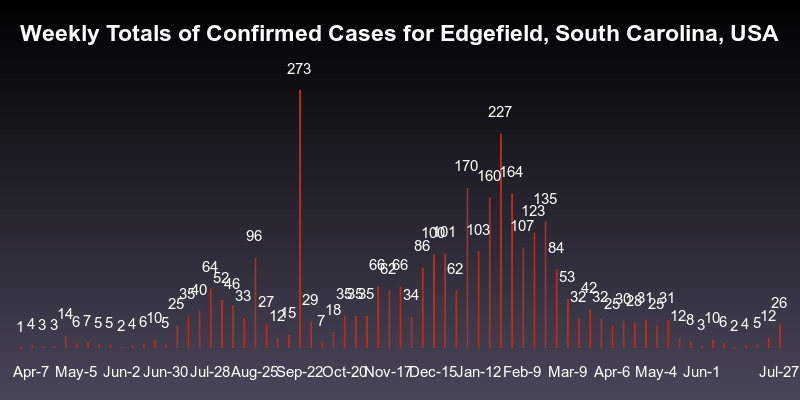 Weekly Totals of Confirmed Cases for Edgefield, South Carolina, USA
1 4 3 3 14 6 7 5 5 2 4 6 10 5 25 35 40 64 52 46 33 96 27 12 15 273 29 7 18 35 35 35 66 62 66 34 86 100 101 62 170 103 160 227 164 107 123 135 84 53 32 42 32 25 30 28 31 25 31 12 8 3 10 6 2 4 5 12 26
Apr-7 May-5 Jun-2 Jun-30 Jul-28 Aug-25 Sep-22 Oct-20 Nov-17 Dec-15 Jan-12 Feb-9 Mar-9 Apr-6 May-4 Jun-1 Jul-27